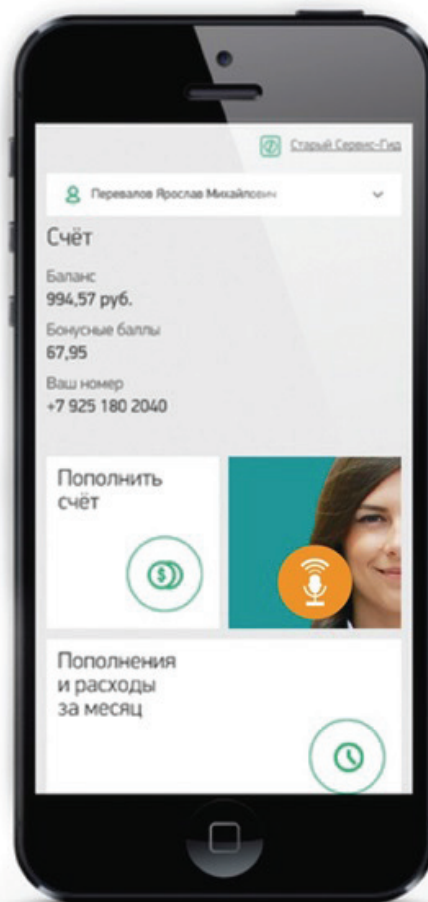 Старый Сервис-Гид
Перевалов Ярослав Михайлович
Счёт
Баланс
994,57 руб.
Бонусные баллы
67,95
Ваш номер
+7 925 180 2040
Пополнить
счёт
Пополнения
и расходы
за месяц